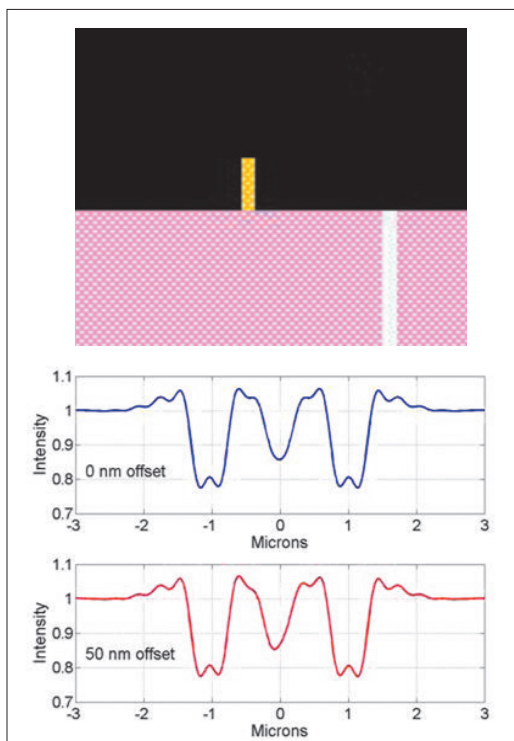 1.1
1
0.9
0.8
0.7
Intensity
0 nm offset
-3 -2 -1 0 1 2 3
Microns
1.1
1
0.9
0.8
0.7
Intensity
50 nm offset
-3 -2 -1 0 1 2 3
Microns